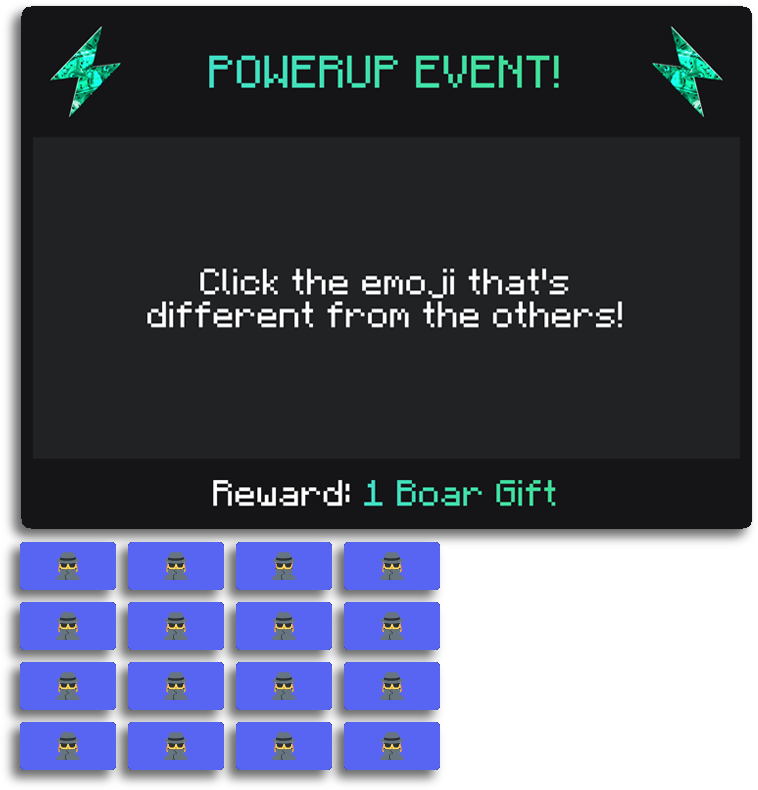 POWERUP EVENT!
Click the emoji that's
different from the others!
Reward: 1 Boar Gift